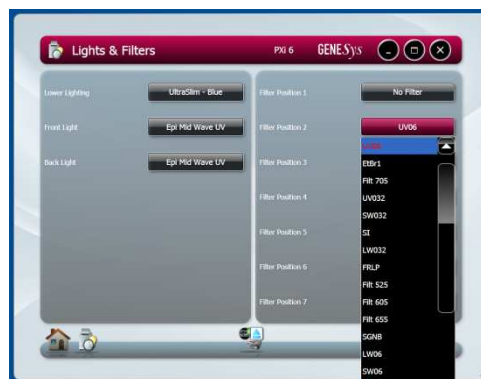 Lights & Filters
PXi 6
GENE.Sys
Lower Lighting
UltraSlim - Blue
Front Light
Epi Mid Wave UV
Back Light
Epi Mid Wave UV
Filter Position 1
No Filter
Filter Position 2
UV06
Filter Position 3
Filter Position 4
Filter Position 5
Filter Position 6
Filter Position 7
UV06
EtBr1
Filt 705
UV032
SW032
SI
LW032
FRLP
Filt 525
Filt 605
Filt 655
SGNB
LW06
SW06